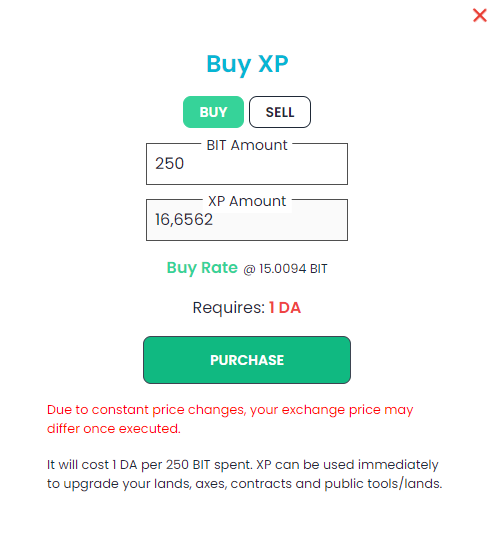 Buy XP
BUY SELL
BIT Amount
250
XP Amount
16,6562
Buy Rate @ 15.0094 BIT
Requires: 1 DA
PURCHASE
Due to constant price changes, your exchange price may
differ once executed.
It will cost 1 DA per 250 BIT spent. XP can be used immediately
to upgrade your lands, axes, contracts and public tools/lands.